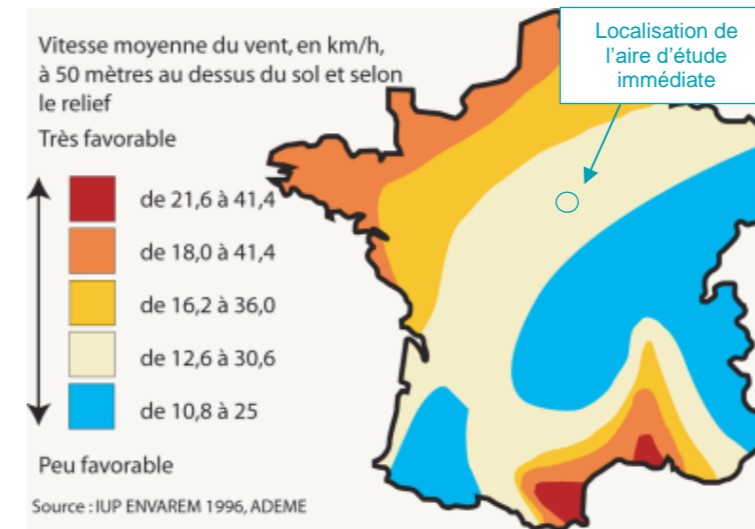 Vitesse moyenne du vent, en km/h,
à 50 mètres au dessus du sol et selon
le relief
Très favorable
de 21,6 à 41,4
de 18,0 à 41,4
de 16,2 à 36,0
de 12,6 à 30,6
de 10,8 à 25
Peu favorable
Source : IUP ENVAREM 1996, ADEME
Localisation de
l’aire d’étude
immédiate